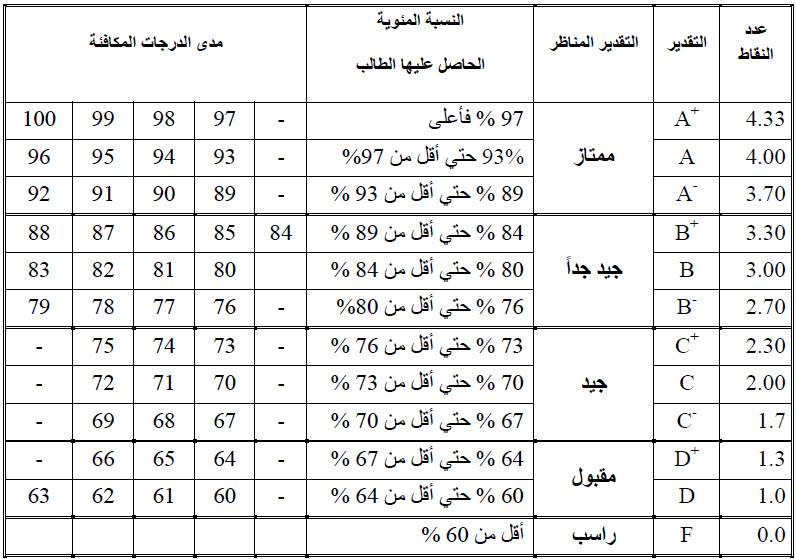 عدد النقاط	التقدير	التقدير المناظر	النسبة المئوية الحاصل عليها الطالب	مدى الدرجات المكافئة
4.33 A+ 97 % فأعلى - 97 98 99 100
4.00 A ممتاز 93% حتي أقل من 97% - 93 94 95 96
3.70 A- 89 % حتي أقل من 93 % - 89 90 91 92
3.30 B+ 84 % حتي أقل من 89 % 84 85 86 87 88
3.00 B جيد جداً 80 % حتي أقل من 84 % 80 81 82 83
2.70 B- 76 % حتي أقل من 80% - 76 77 78 79
2.30 C+ 73 % حتي أقل من 76 % - 73 74 75 -
2.00 C جيد 70 % حتي أقل من 73 % - 70 71 72 -
1.7 C- 67 % حتي أقل من 70 % - 67 68 69 -
1.3 D+ مقبول 64 % حتي أقل من 67 % - 64 65 66 -
1.0 D 60 % حتي أقل من 64 % - 60 61 62 63
0.0 F راسب أقل من 60 %